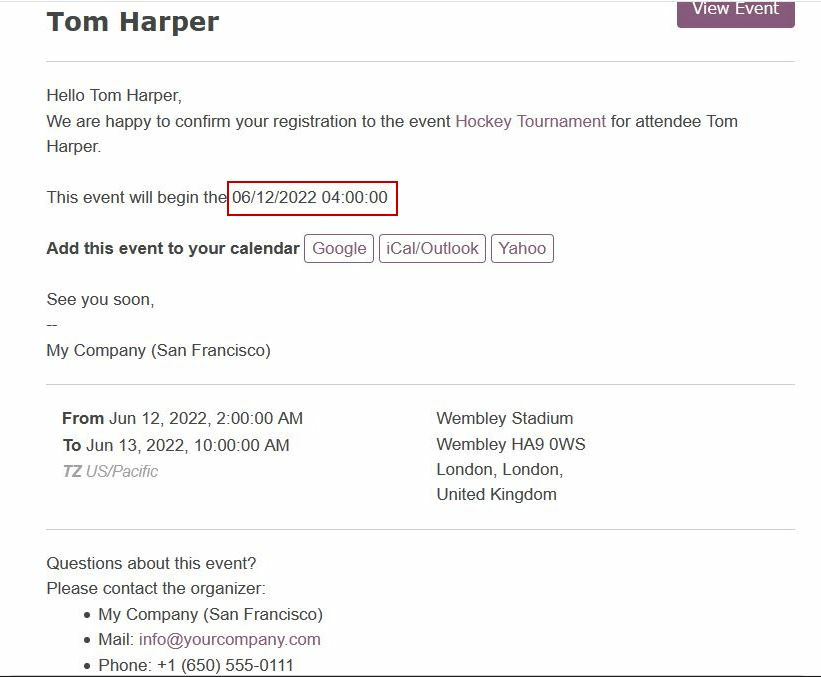 Tom Harper
View Event
Hello Tom Harper,
We are happy to confirm your registration to the event Hockey Tournament for attendee Tom
Harper.
This event will begin the 06/12/2022 04:00:00
Add this event to your calendar Google iCal/Outlook Yahoo
See you soon,
--
My Company (San Francisco)
From Jun 12, 2022, 2:00:00 AM
To Jun 13, 2022, 10:00:00 AM
TZ US/Pacific
Wembley Stadium
Wembley HA9 0WS
London, London,
United Kingdom
Questions about this event?
Please contact the organizer:
• My Company (San Francisco)
• Mail: info@yourcompany.com
• Phone: +1 (650) 555-0111